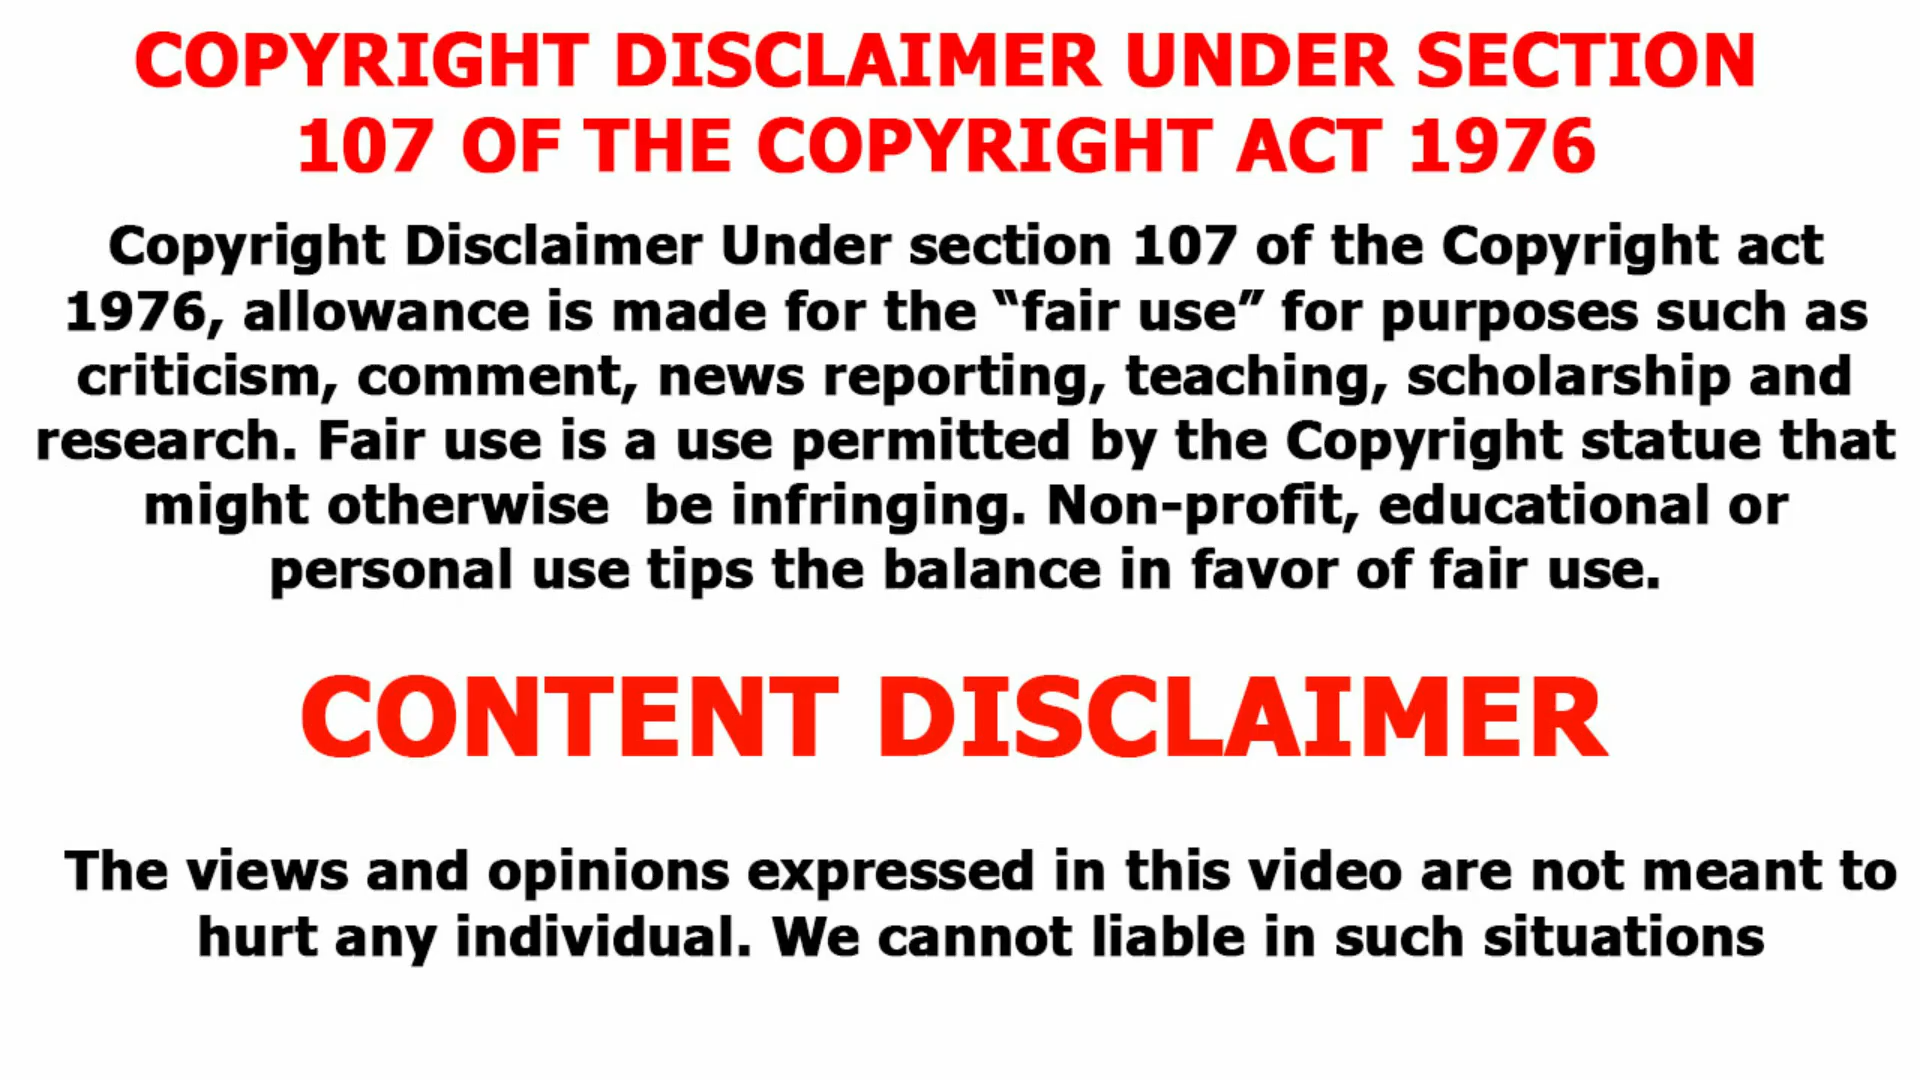 COPYRIGHT DISCLAIMER UNDER SECTION
107 OF THE COPYRIGHT ACT 1976
Copyright Disclaimer Under section 107 of the Copyright act
1976, allowance is made for the “fair use” for purposes such as
criticism, comment, news reporting, teaching, scholarship and
research. Fair use is a use permitted by the Copyright statue that
might otherwise  be infringing. Non-profit, educational or
personal use tips the balance in favor of fair use.
CONTENT DISCLAIMER
The views and opinions expressed in this video are not meant to
hurt any individual. We cannot liable in such situations